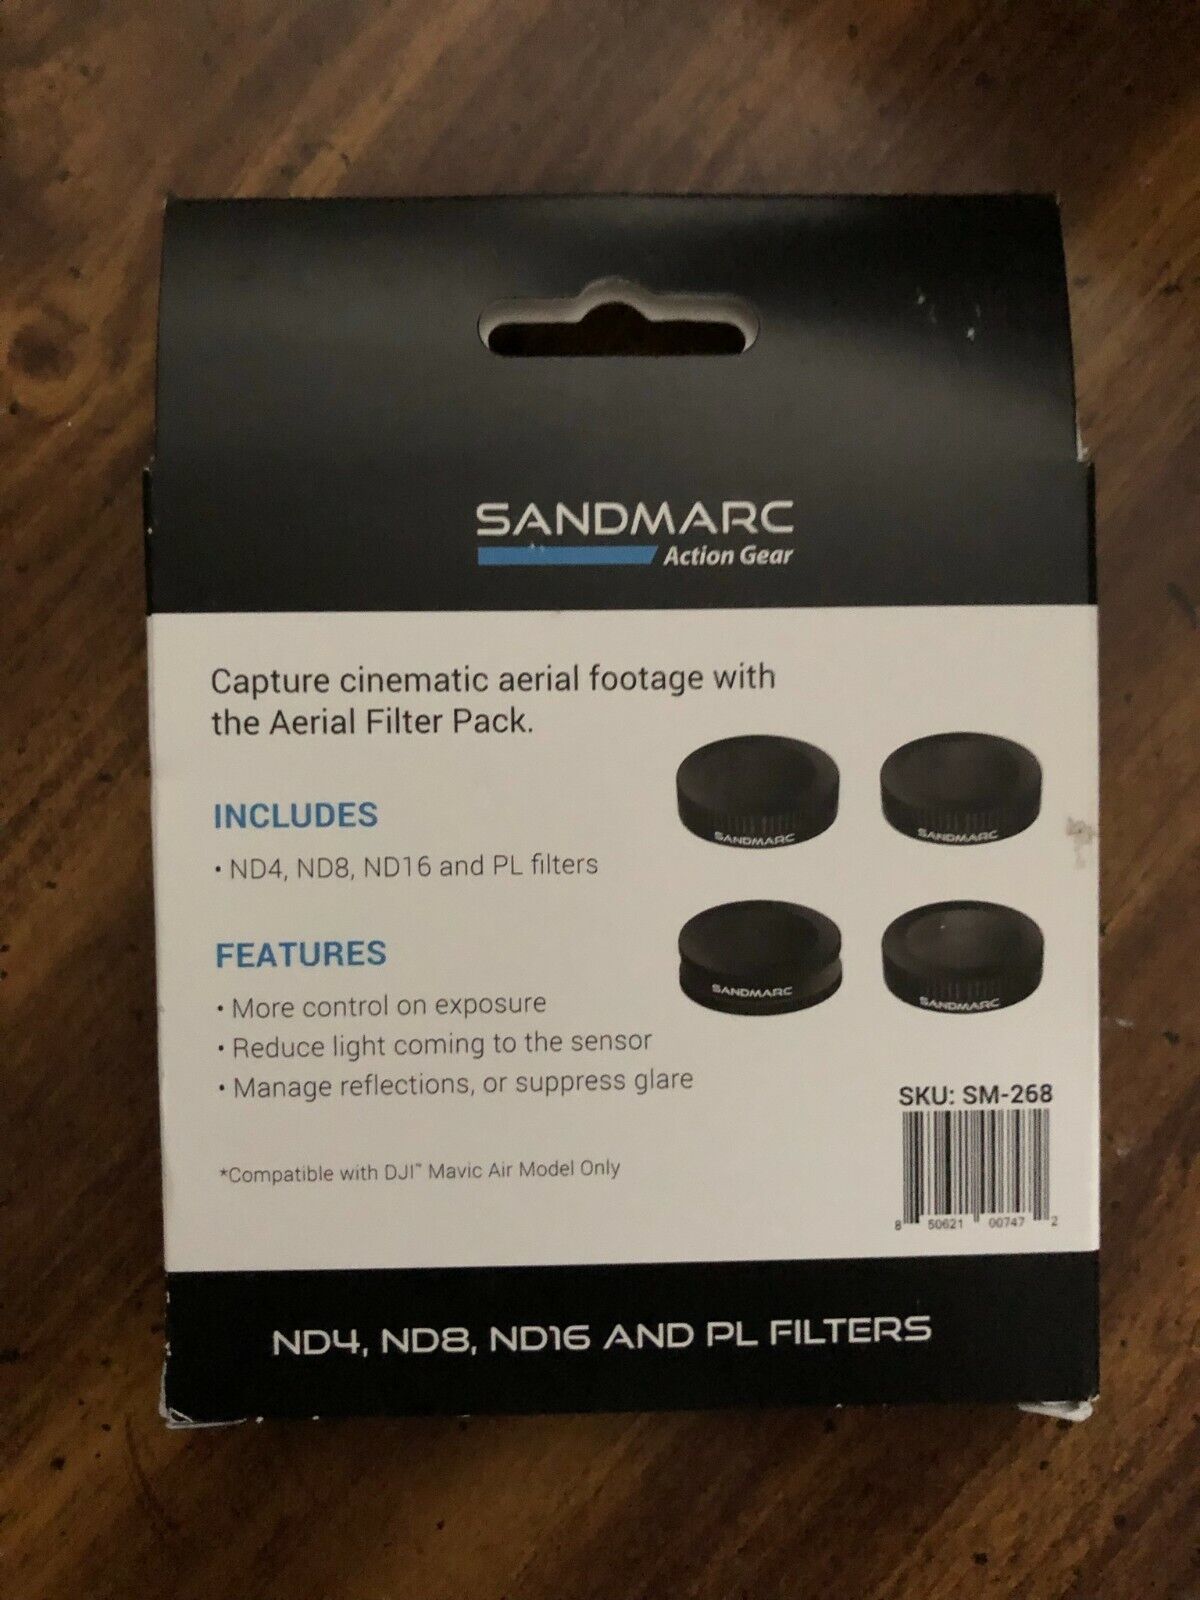 SANDMARC
Action Gear
Capture cinematic aerial footage with
the Aerial Filter Pack.
INCLUDES
• ND4, ND8, ND16 and PL filters
FEATURES
• More control on exposure
• Reduce light coming to the sensor
• Manage reflections, or suppress glare
*Compatible with DJI™ Mavic Air Model Only
SANDMARC
SANDMARC
SANDMARC
SANDMARC
SKU: SM-268
8 50621 00747 2
ND4, ND8, ND16 AND PL FILTERS